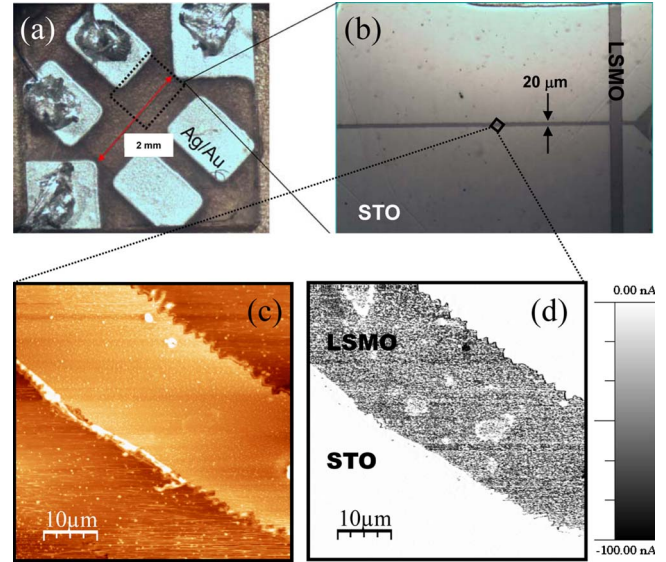 (a)
2 mm
Ag/Au
(b)
20 μm
LSMO
STO
(c)
10μm
(d)
LSMO
STO
10μm
0.00 nA
-100.00 nA